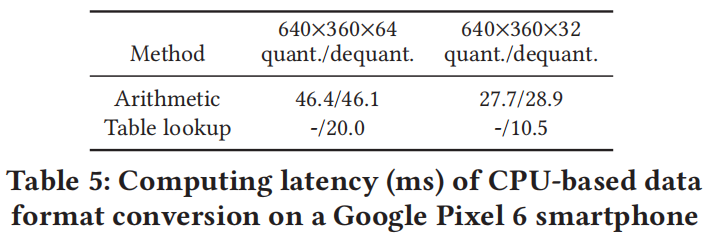 640×360×64 640×360×32
Method quant./dequant. quant./dequant.
Arithmetic 46.4/46.1 27.7/28.9
Table lookup -/20.0 -/10.5
Table 5: Computing latency (ms) of CPU-based data
format conversion on a Google Pixel 6 smartphone